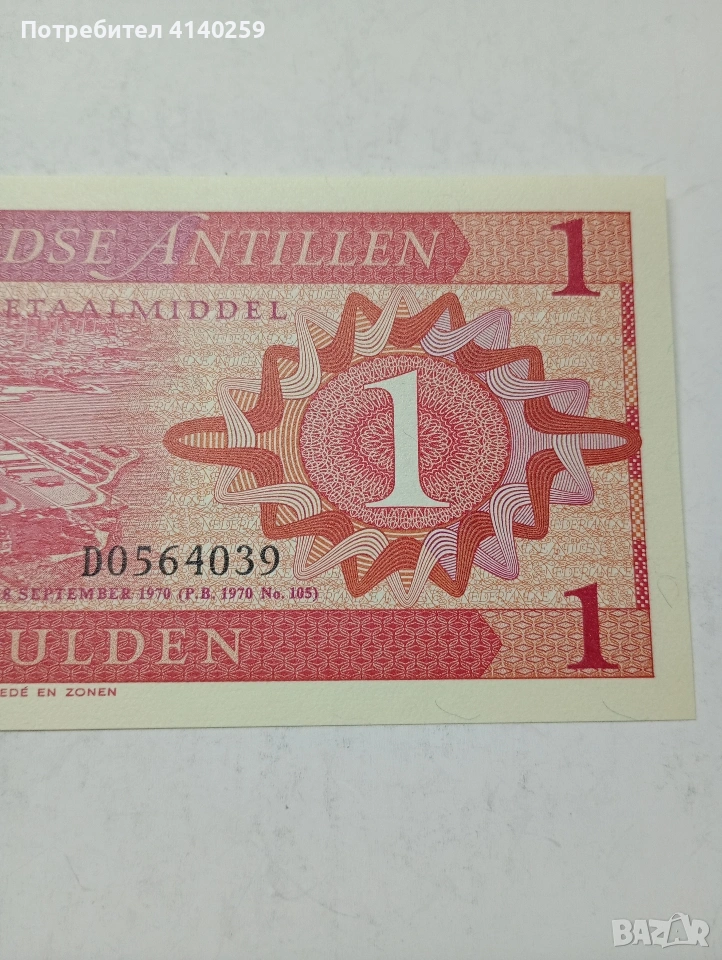 Потребител 4140259
DSE ANTILLEN
1
ETAALMIDDEL
1
D0564039
8 SEPTEMBER 1970 (P.B. 1970 No. 105)
1
ULDEN
EDÉ EN ZONEN
BAZAR